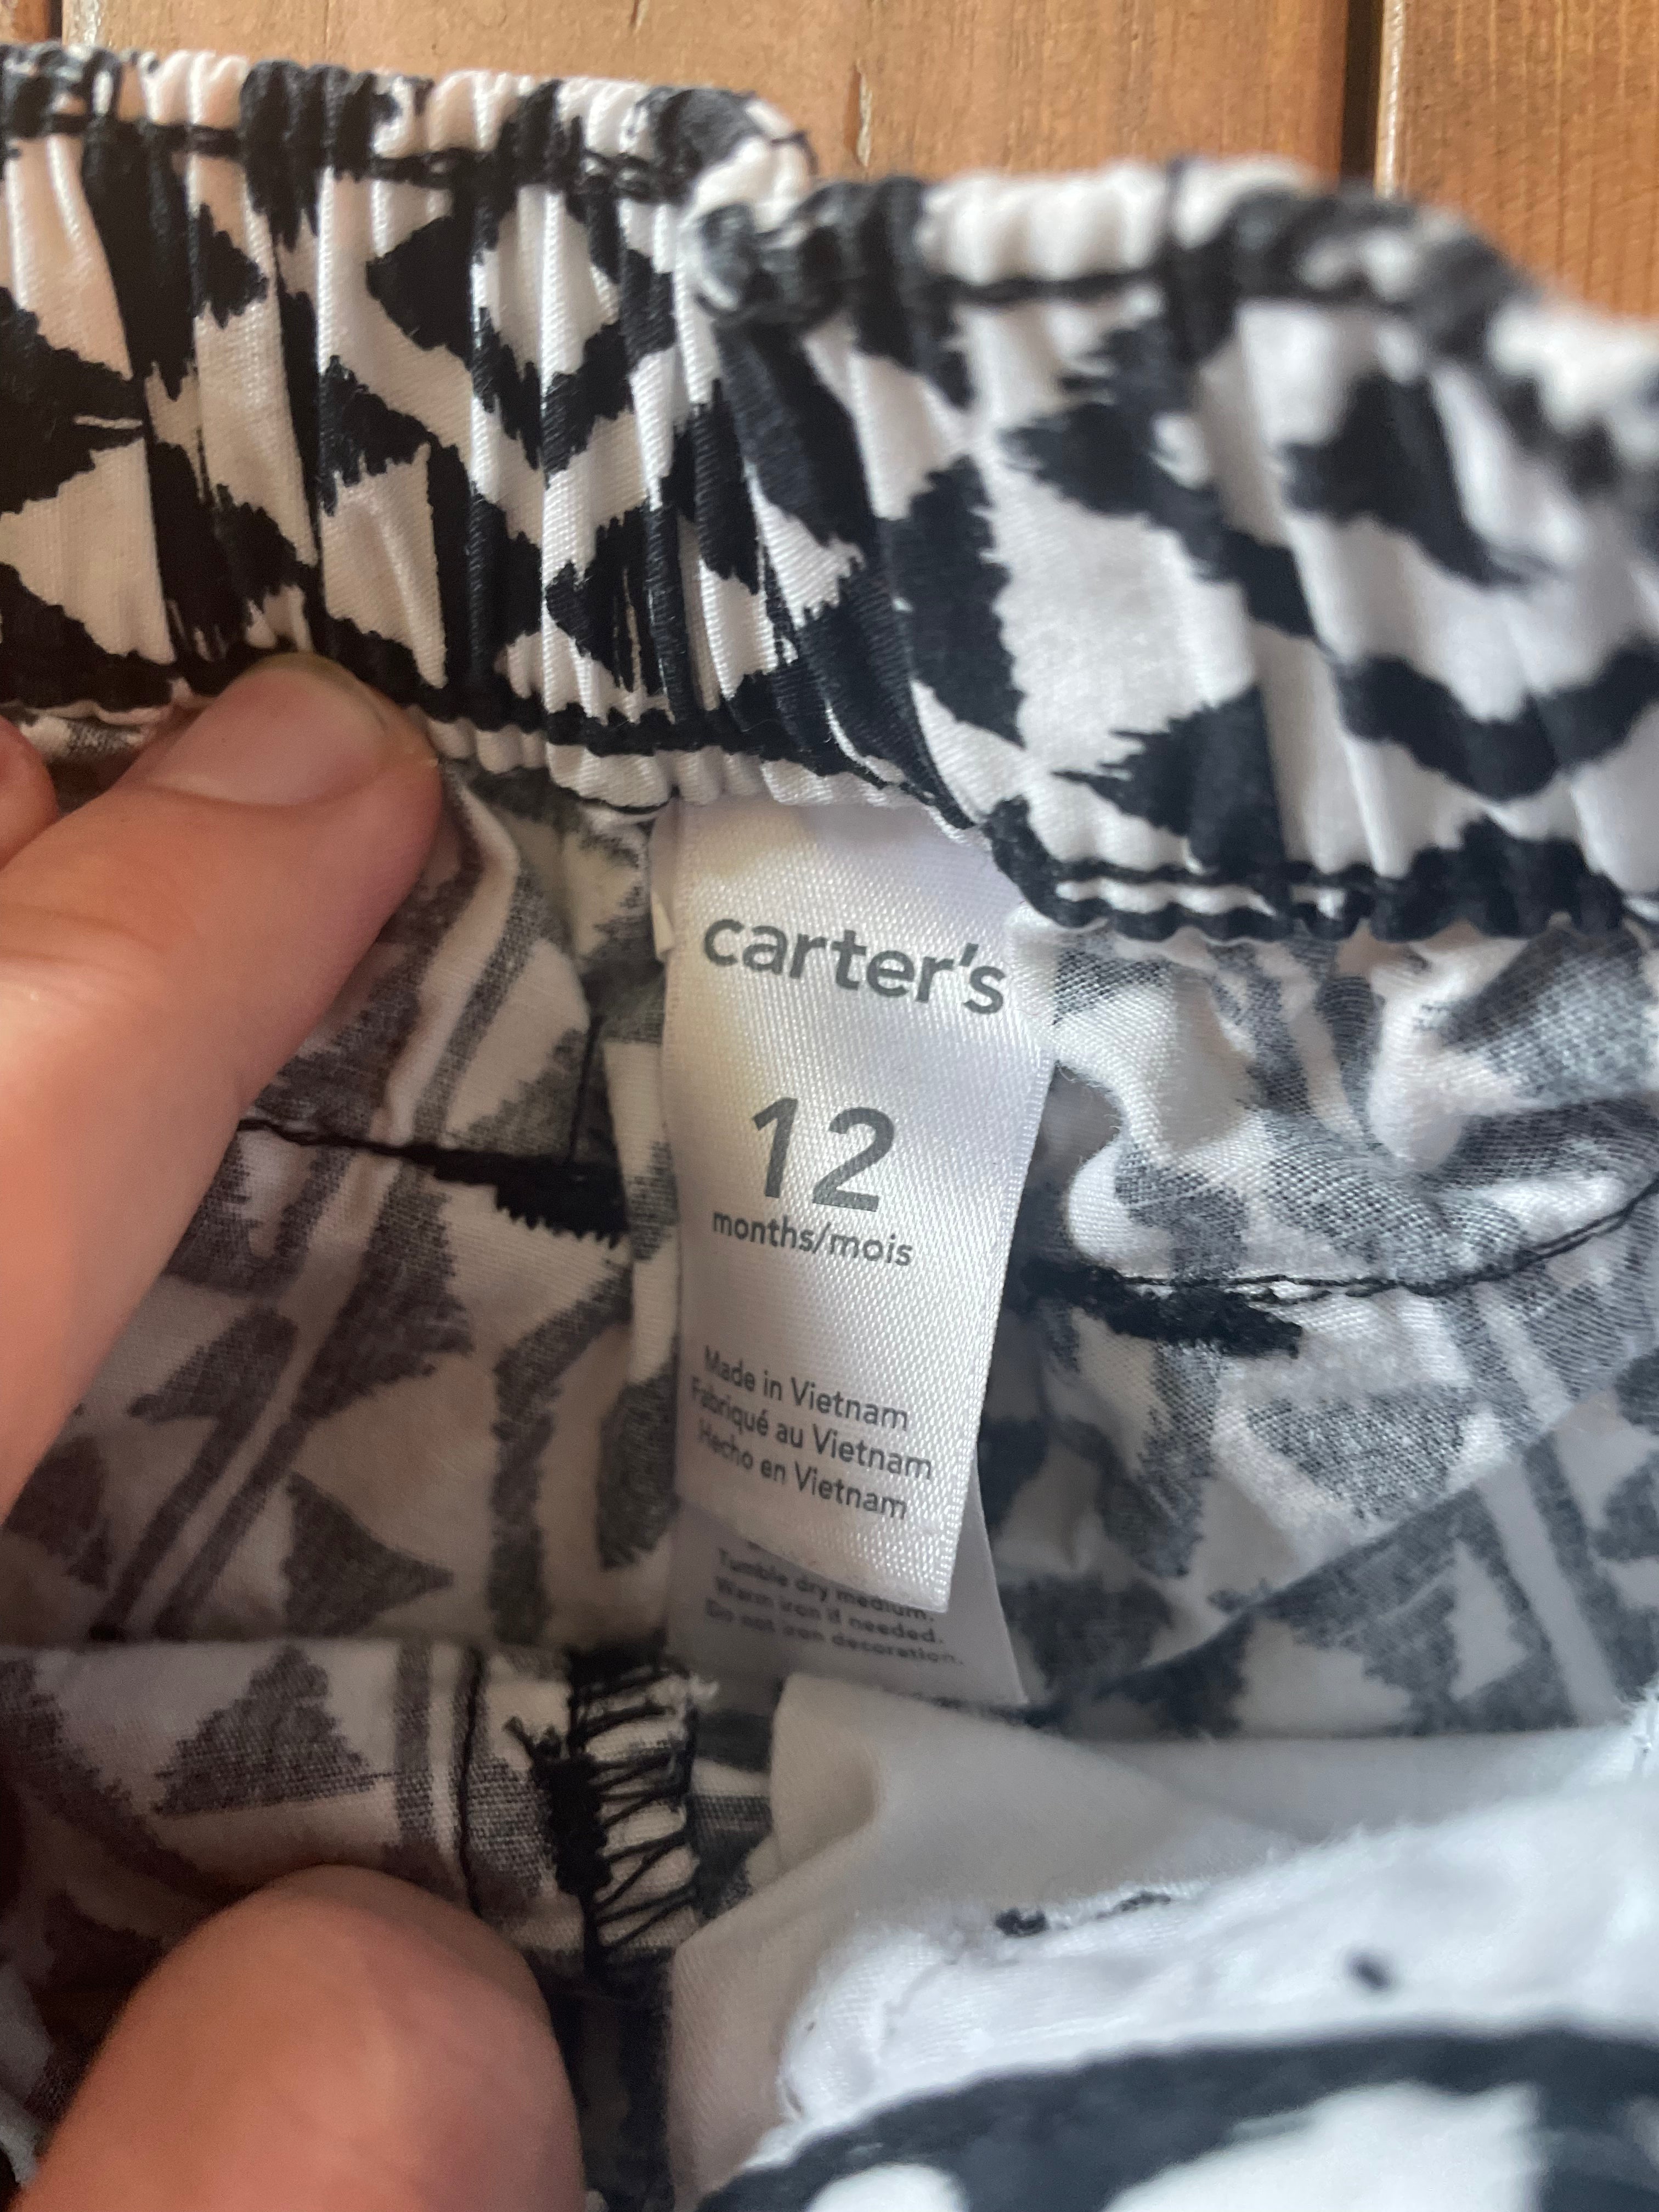 carter's
12
months/mois
Made in Vietnam
Fabriqué au Vietnam
Hecho en Vietnam
Tumble dry medium.
Warm iron if needed.
Do not iron decoration.